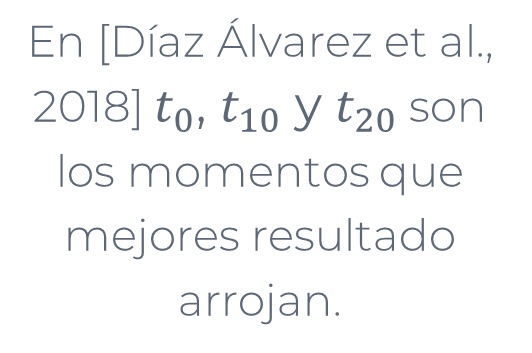 En [Díaz Álvarez et al.,
2018] t₀, t₁₀ y t₂₀ son
los momentos que
mejores resultado
arrojan.